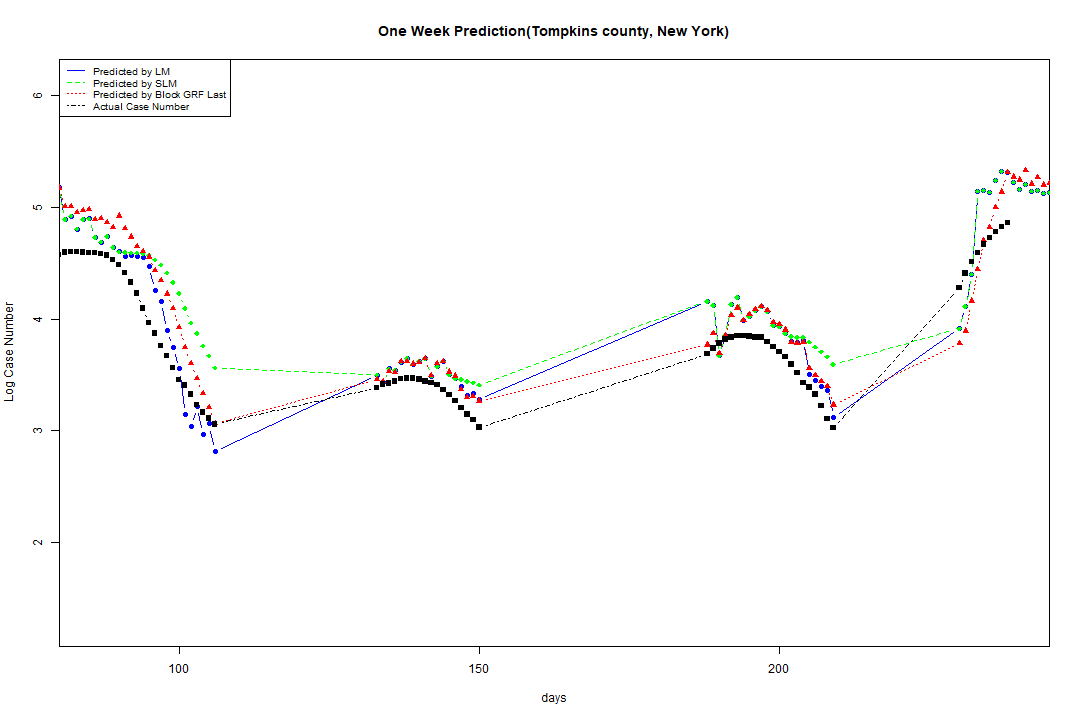 One Week Prediction(Tompkins county, New York)
Predicted by LM
Predicted by SLM
Predicted by Block GRF Last
Actual Case Number
6
5
4
3
2
Log Case Number
100 150 200
days